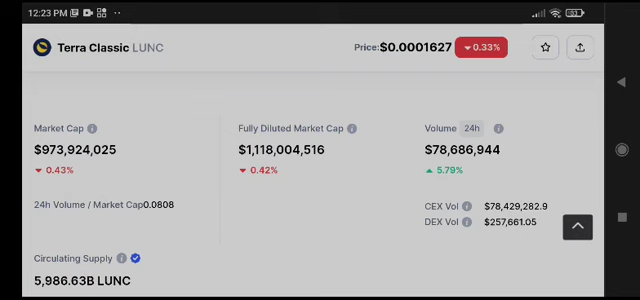 12:23 PM
Terra Classic LUNC
Price:$0.0001627 0.33%
Market Cap
$973,924,025
0.43%
24h Volume / Market Cap0.0808
Fully Diluted Market Cap
$1,118,004,516
0.42%
Volume 24h
$78,686,944
5.79%
CEX Vol $78,429,282.9
DEX Vol $257,661.05
Circulating Supply
5,986.63B LUNC